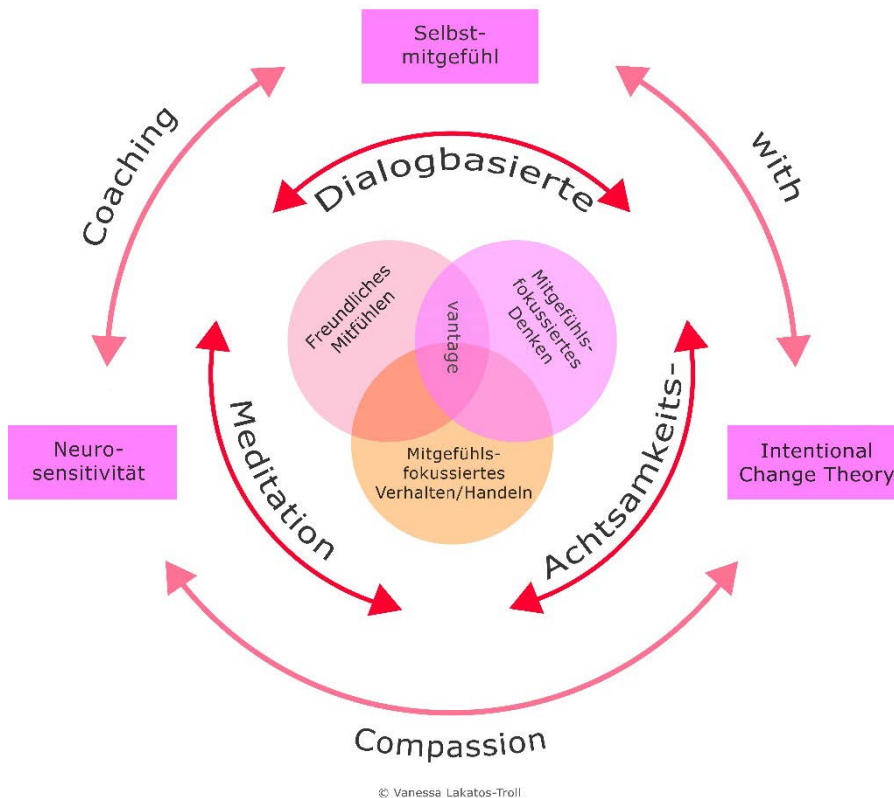 Selbst-
mitgefühl
Coaching
with
Dialogbasierte
Freundliches
Mitfühlen
vantage
Mitgefühls-
fokussiertes
Denken
Mitgefühls-
fokussiertes
Verhalten/Handeln
Meditation
Achtsamkeits-
Neuro-
sensitivität
Intentional
Change Theory
Compassion
© Vanessa Lakatos-Troll